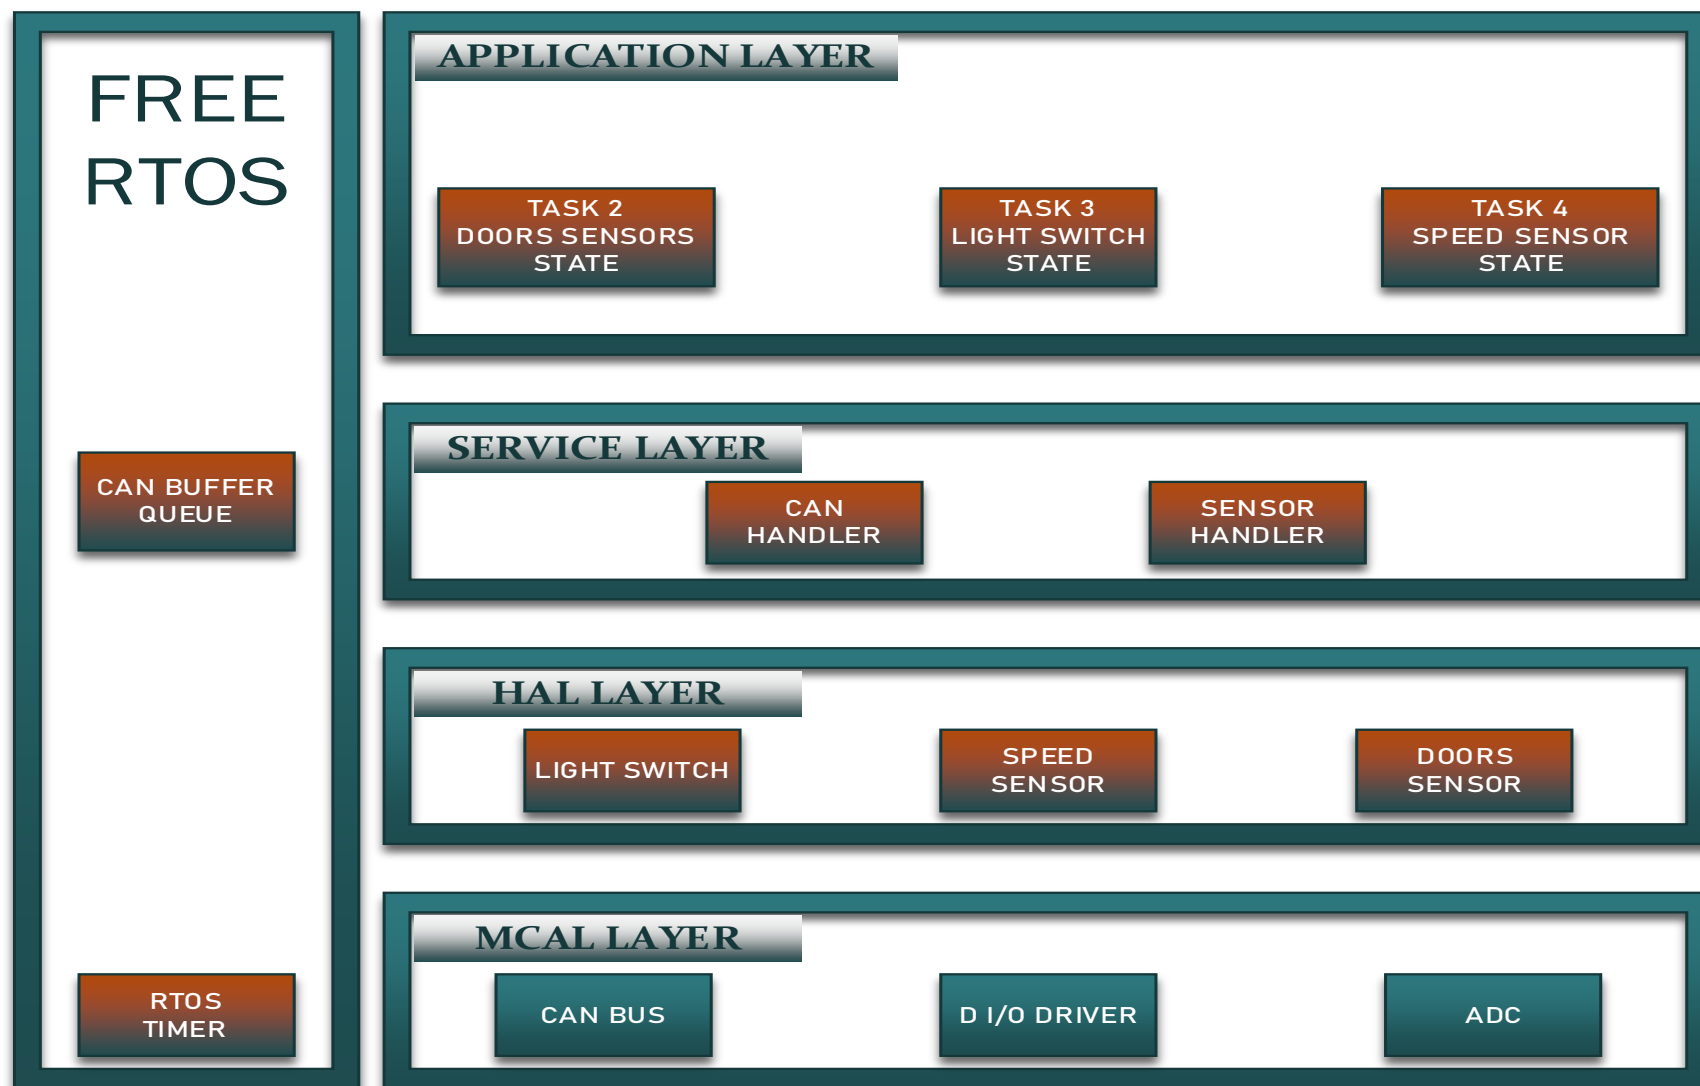 FREE
RTOS
CAN BUFFER
QUEUE
RTOS
TIMER
APPLICATION LAYER
TASK 2
DOORS SENSORS
STATE
TASK 3
LIGHT SWITCH
STATE
TASK 4
SPEED SENSOR
STATE
SERVICE LAYER
CAN
HANDLER
SENSOR
HANDLER
HAL LAYER
LIGHT SWITCH
SPEED
SENSOR
DOORS
SENSOR
MCAL LAYER
CAN BUS
D I/O DRIVER
ADC